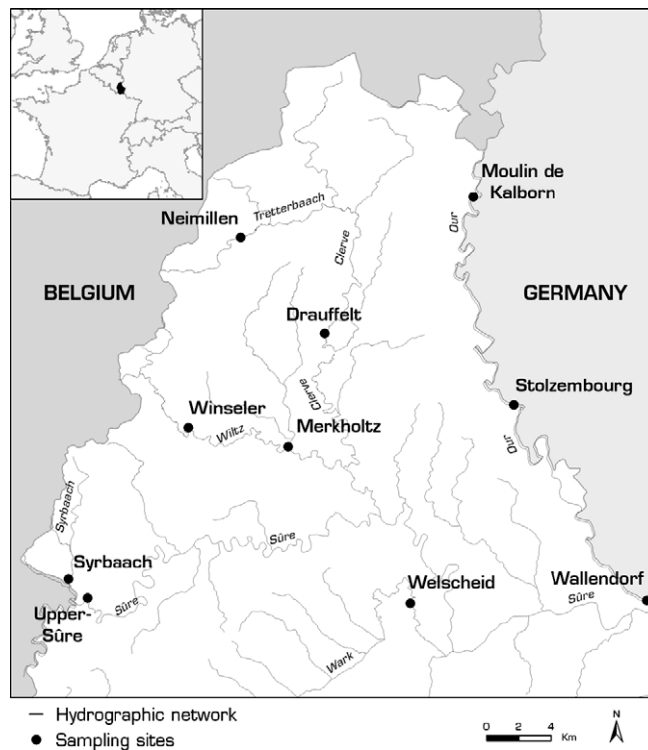 Moulin de
Kalborn
Tretterbaach
Neimillen
Our
Clerve
BELGIUM
GERMANY
Drauffelt
Stolzembourg
Clerve
Winseler
Wiltz
Merkholtz
Our
Syrbaach
Sûre
Syrbaach
Welscheid
Wallendorf
Sûre
Sûre
Upper-
Sûre
Wark
Hydrographic network
Sampling sites
0 2 4
Km
N